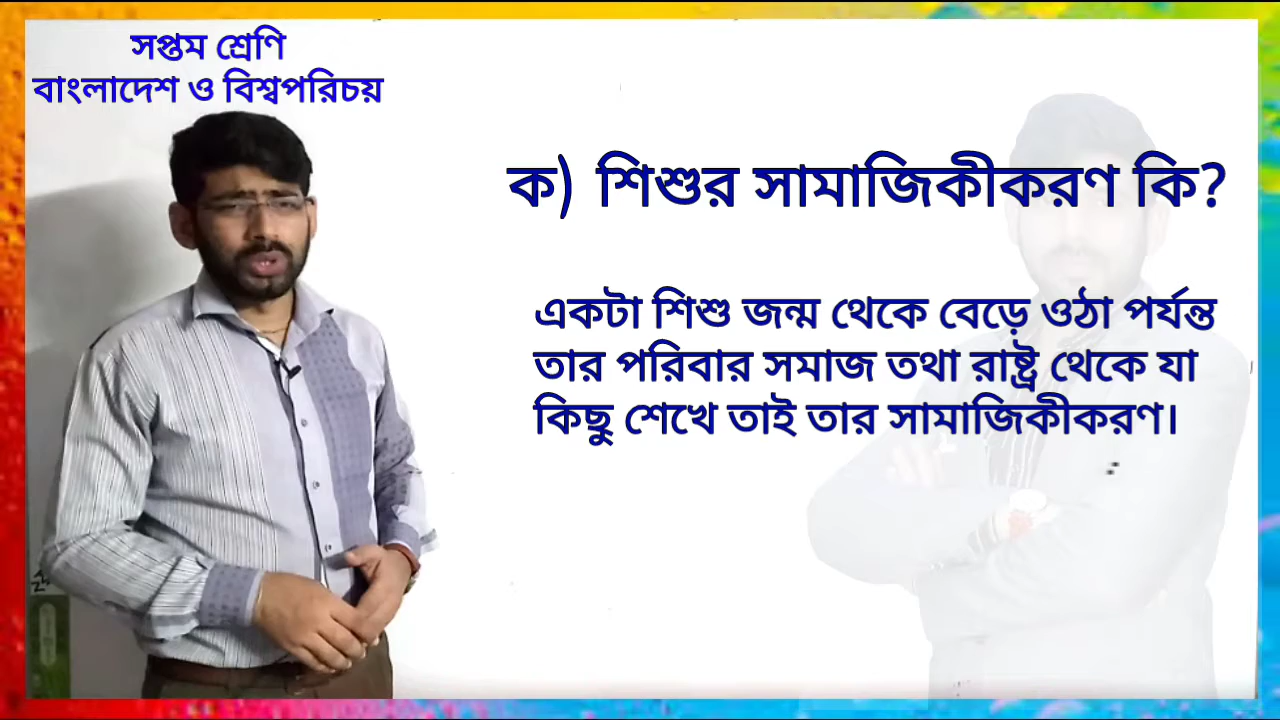 সপ্তম শ্রেণি
বাংলাদেশ ও বিশ্বপরিচয়
ক) শিশুর সামাজিকীকরণ কি?
একটা শিশু জন্ম থেকে বেড়ে ওঠা পর্যন্ত
তার পরিবার সমাজ তথা রাষ্ট্র থেকে যা
কিছু শেখে তাই তার সামাজিকীকরণ।